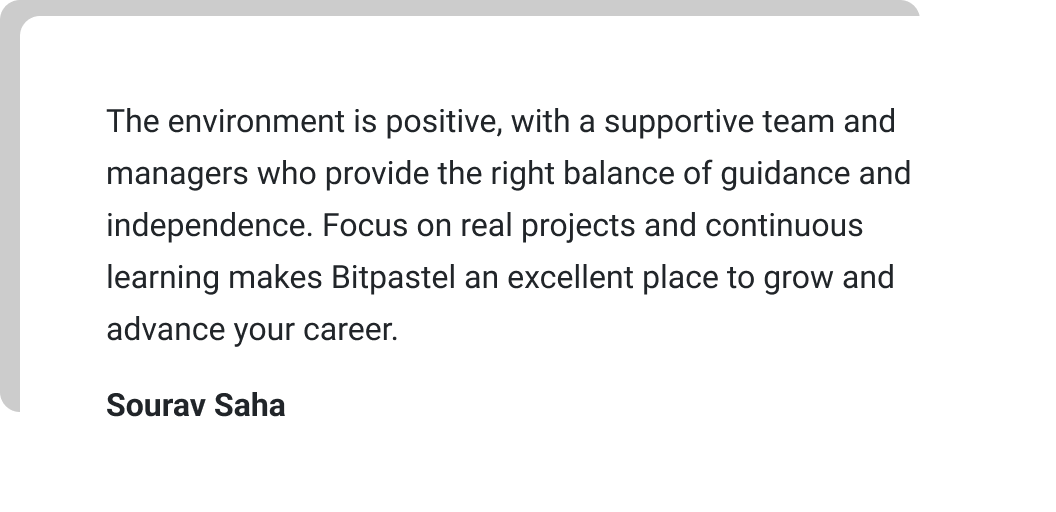 The environment is positive, with a supportive team and
managers who provide the right balance of guidance and
independence. Focus on real projects and continuous
learning makes Bitpastel an excellent place to grow and
advance your career.
Sourav Saha